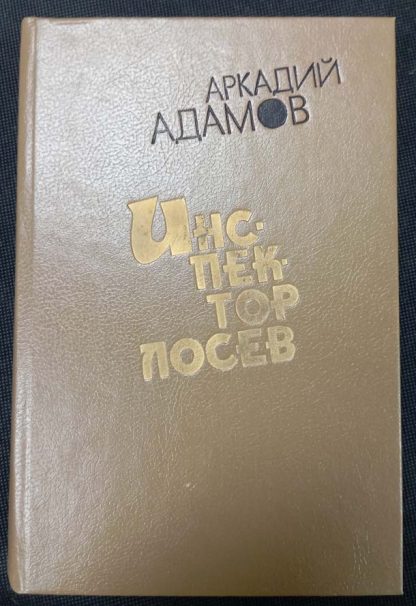 АРКАДИЙ
АДАМОВ
ИНС·
ПЕК·
ТОР
ЛОСЕВ